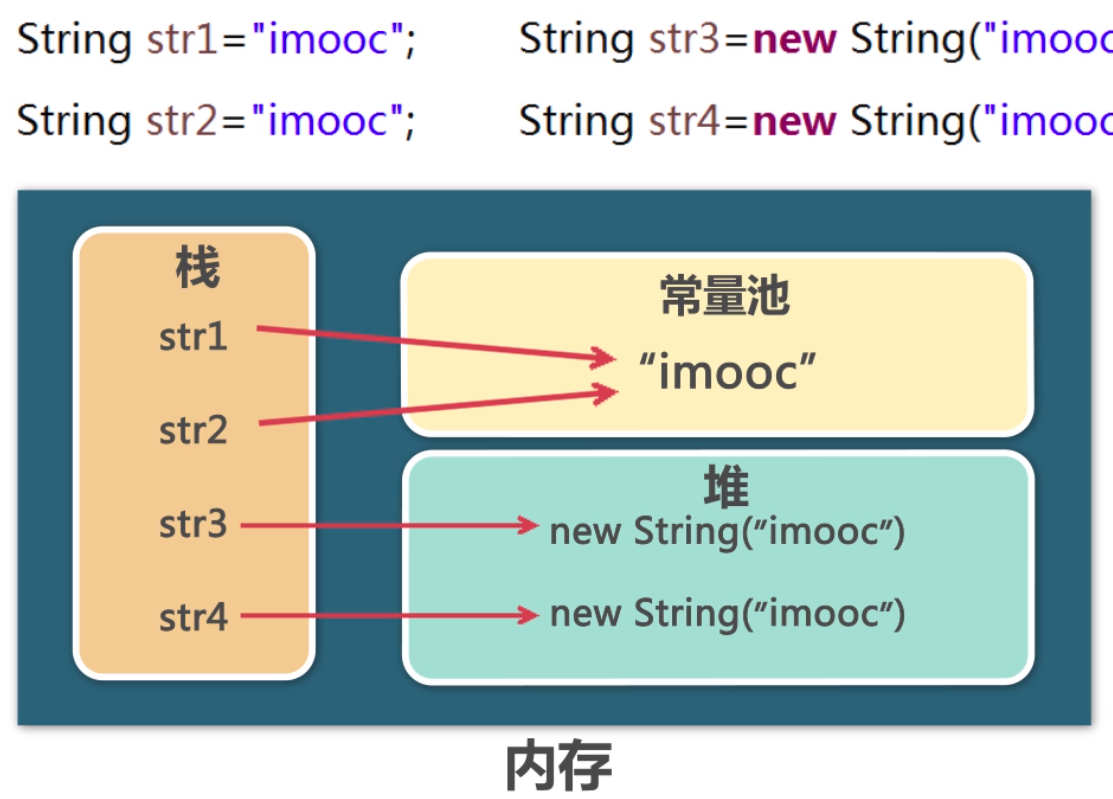 String str1="imooc";
String str3=new String("imooc
String str2="imooc";
String str4=new String("imooc
栈
str1
str2
str3
str4
常量池
“imooc”
堆
new String(″imooc″)
new String(″imooc″)
内存